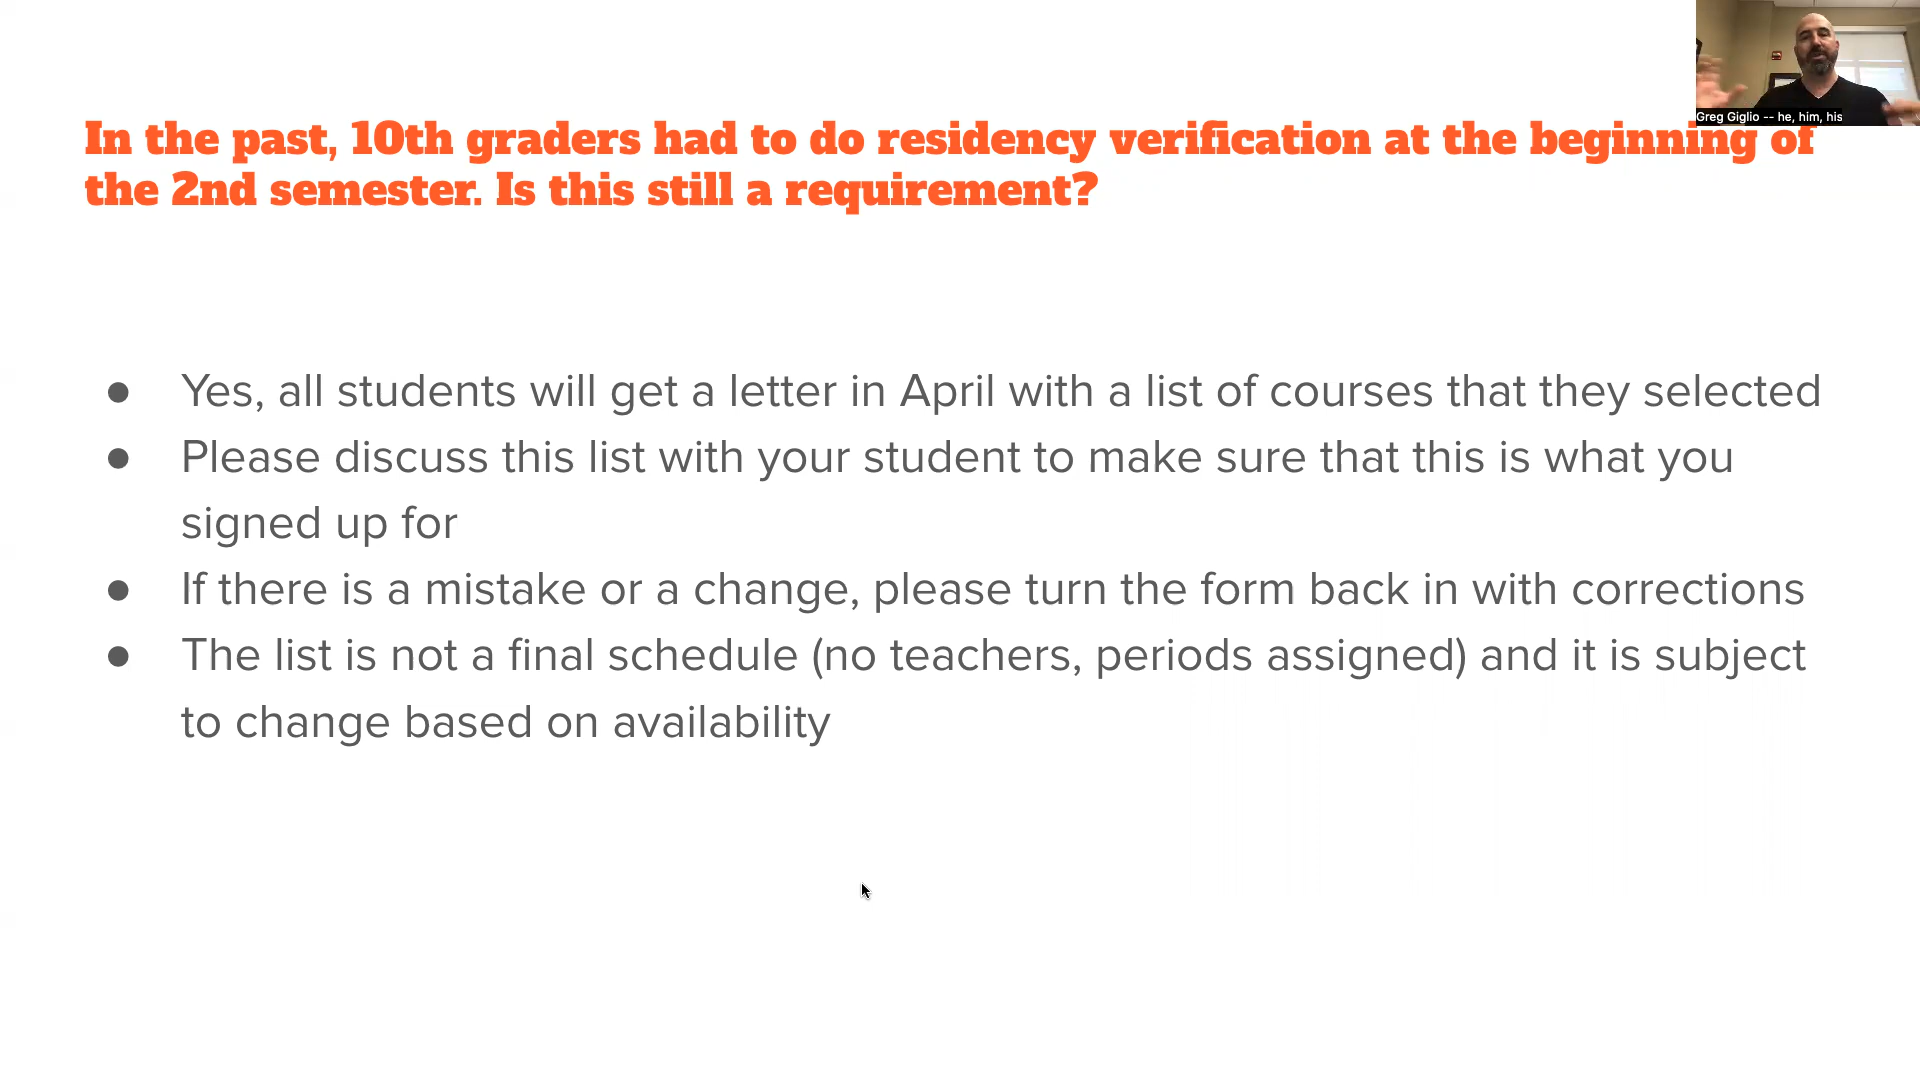 Greg Giglio -- he, him, his
In the past, 10th graders had to do residency verification at the beginning of
the 2nd semester. Is this still a requirement?
● Yes, all students will get a letter in April with a list of courses that they selected
● Please discuss this list with your student to make sure that this is what you
signed up for
● If there is a mistake or a change, please turn the form back in with corrections
● The list is not a final schedule (no teachers, periods assigned) and it is subject
to change based on availability